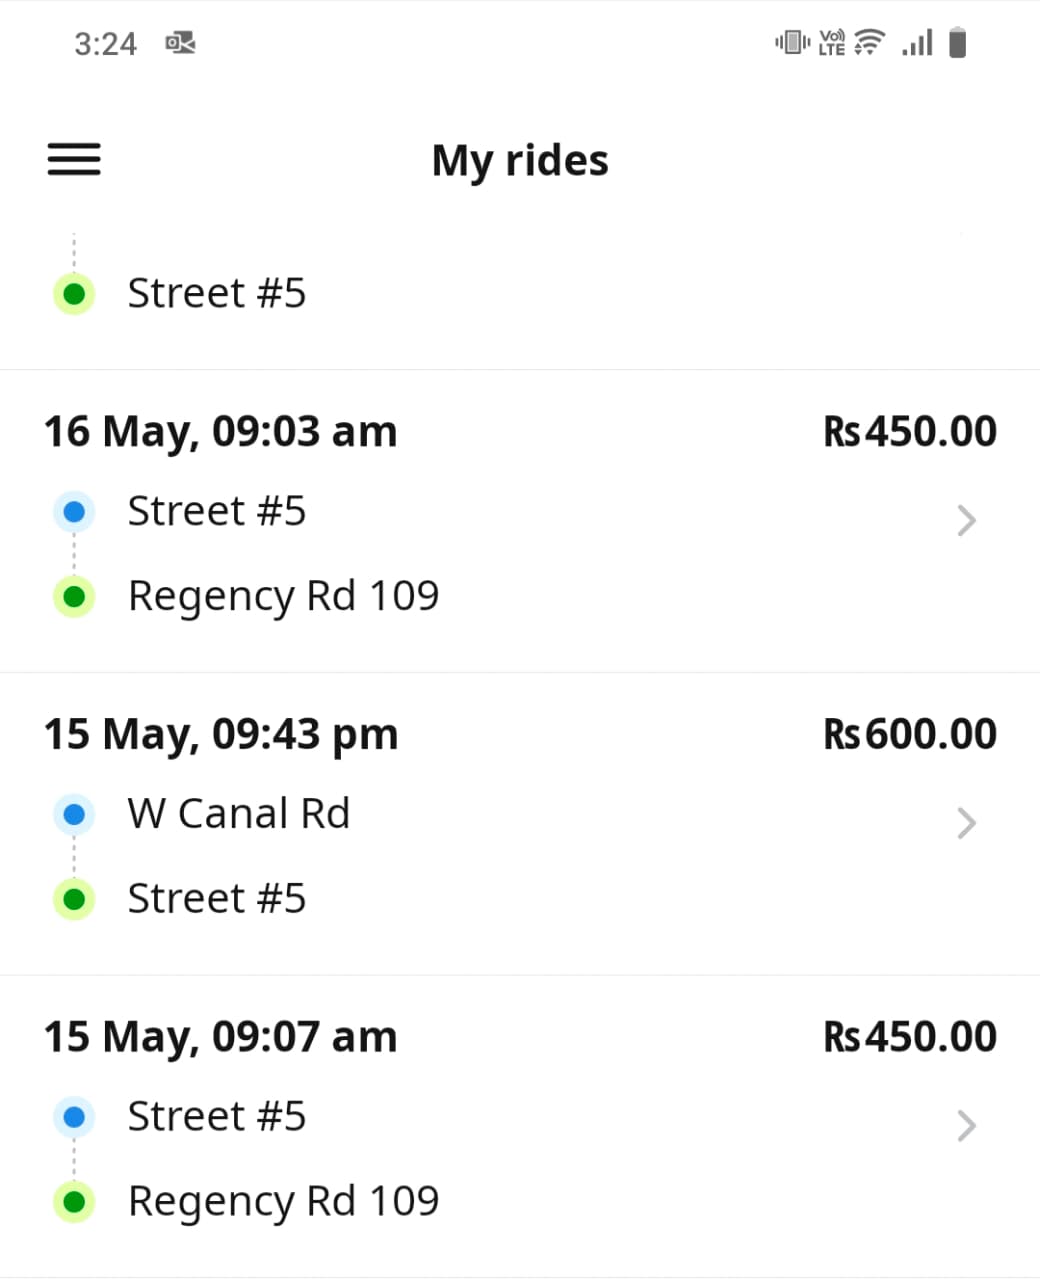 3:24
Vo)) LTE
My rides
Street #5
16 May, 09:03 am
Rs450.00
Street #5
Regency Rd 109
15 May, 09:43 pm
Rs600.00
W Canal Rd
Street #5
15 May, 09:07 am
Rs450.00
Street #5
Regency Rd 109